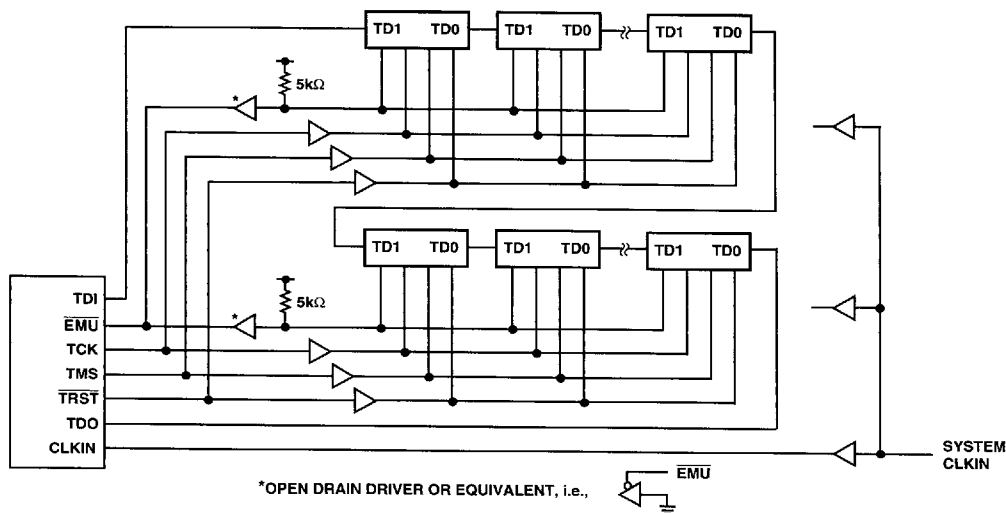 TD1 TD0 TD1 TD0 TD1 TD0
5kΩ
*
TD1 TD0 TD1 TD0 TD1 TD0
5kΩ
*
TDI
EMU
TCK
TMS
TRST
TDO
CLKIN
SYSTEM
CLKIN
*OPEN DRAIN DRIVER OR EQUIVALENT, i.e.,
EMU